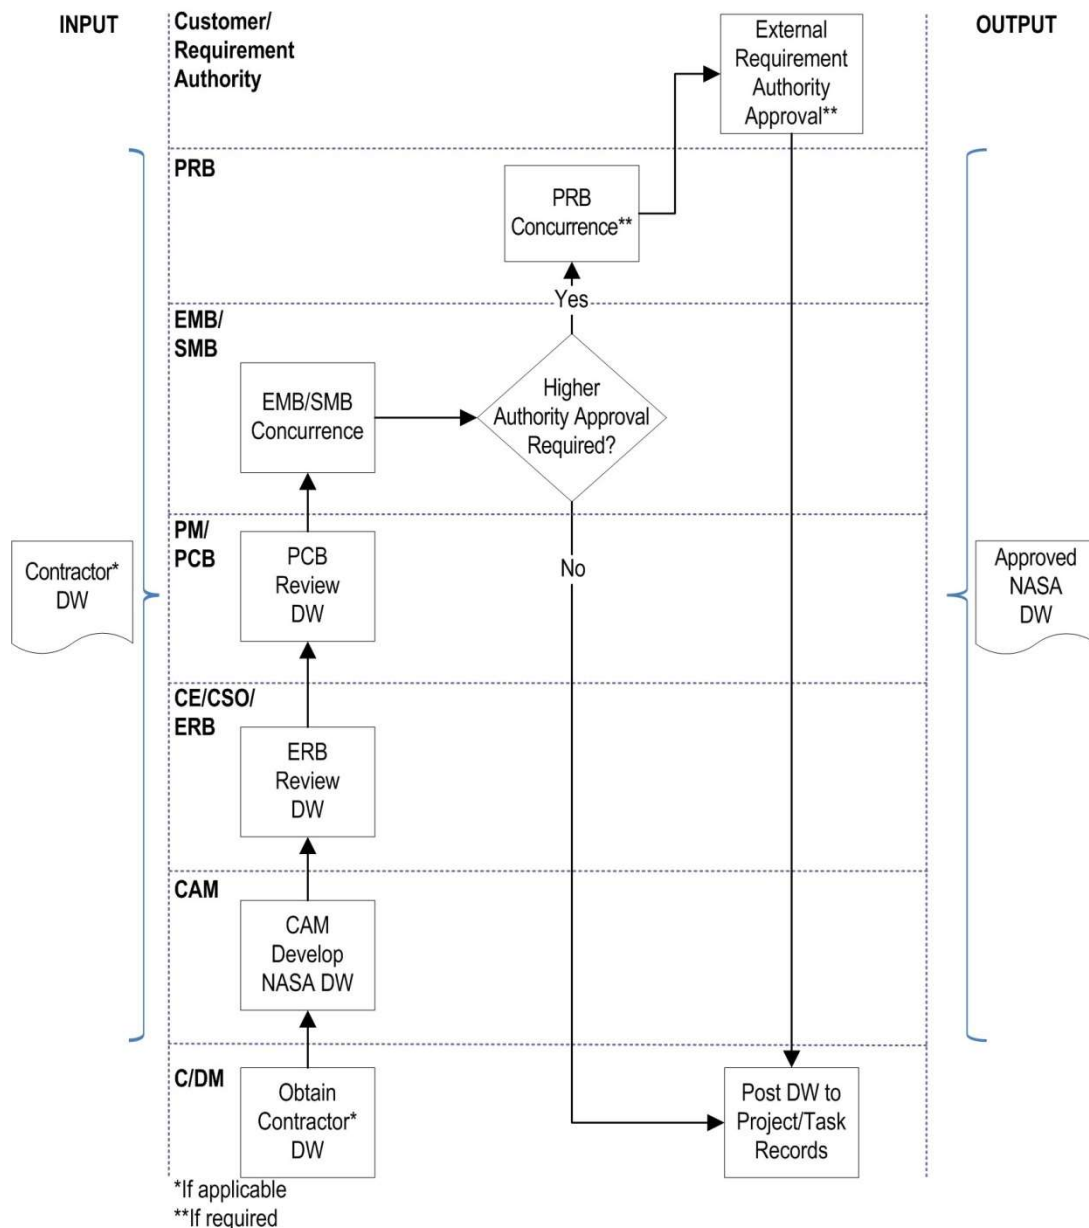 INPUT
Customer/
Requirement
Authority
External
Requirement
Authority
Approval**
OUTPUT
PRB
PRB
Concurrence**
Yes
EMB/
SMB
EMB/SMB
Concurrence
Higher
Authority Approval
Required?
PM/
PCB
PCB
Review
DW
No
Contractor*
DW
Approved
NASA
DW
CE/CSO/
ERB
ERB
Review
DW
CAM
CAM
Develop
NASA DW
C/DM
Obtain
Contractor*
DW
Post DW to
Project/Task
Records
*If applicable
**If required